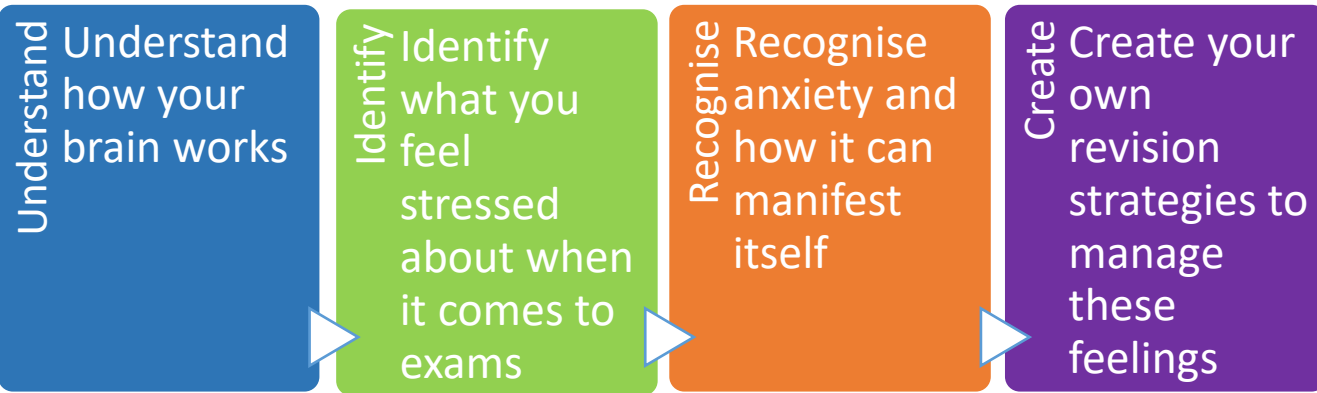 Understand
Understand
how your
brain works
Identify
Identify
what you
feel
stressed
about when
it comes to
exams
Recognise
Recognise
anxiety and
how it can
manifest
itself
Create
Create your
own
revision
strategies to
manage
these
feelings